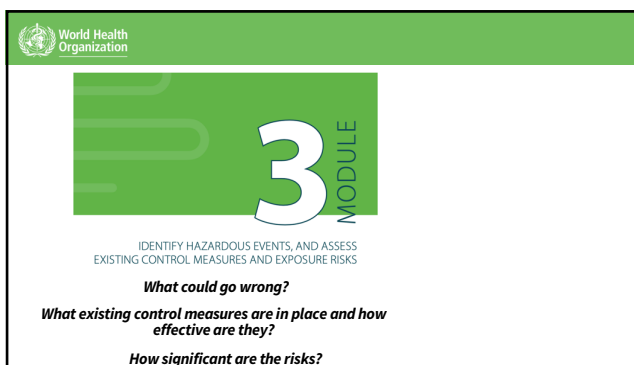 World Health
Organization
3
MODULE
IDENTIFY HAZARDOUS EVENTS, AND ASSESS
EXISTING CONTROL MEASURES AND EXPOSURE RISKS
What could go wrong?
What existing control measures are in place and how
effective are they?
How significant are the risks?